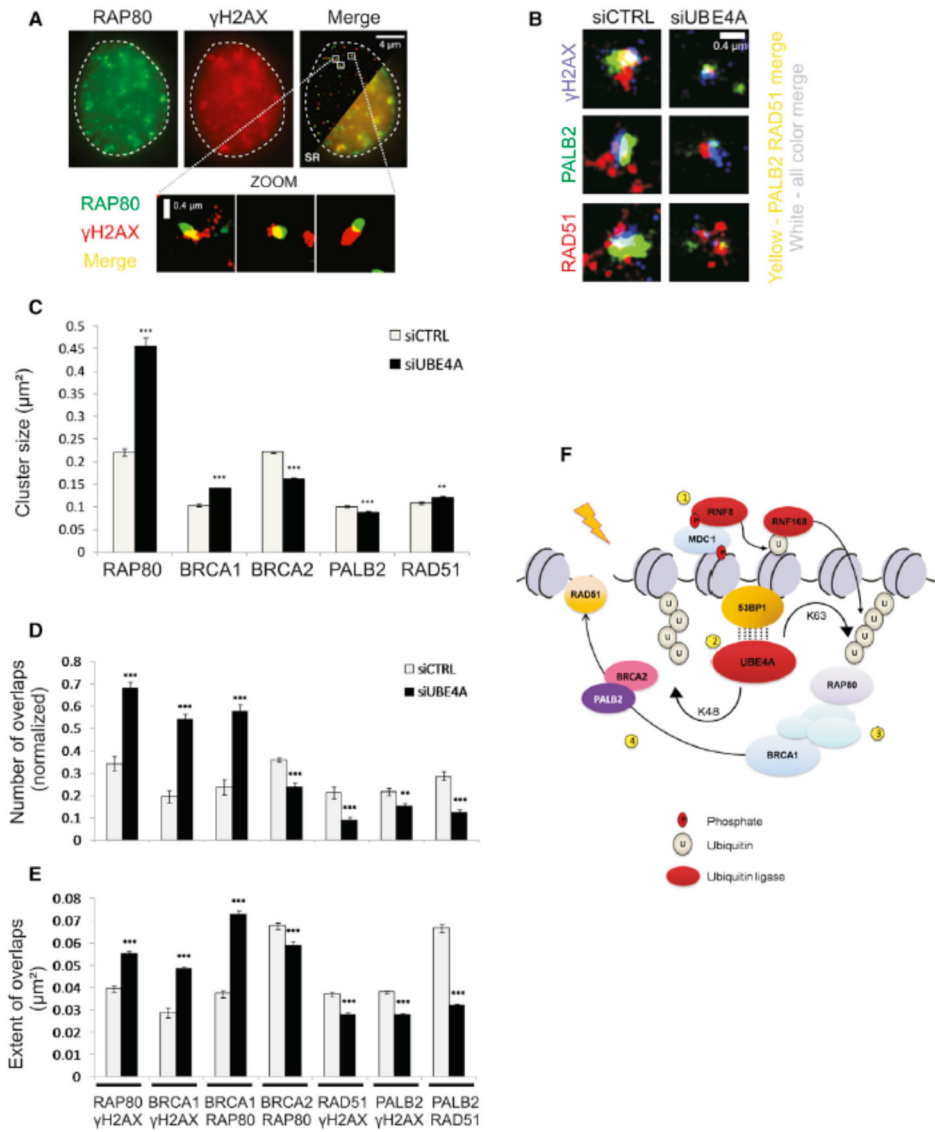 A
RAP80
γH2AX
Merge
4 μm
SR
ZOOM
RAP80
γH2AX
Merge
0.4 μm
B
siCTRL
siUBE4A
0.4 μm
γH2AX
PALB2
RAD51
Yellow - PALB2 RAD51 merge
White - all color merge
C
Cluster size (μm²)
0.5
0.45
0.4
0.35
0.3
0.25
0.2
0.15
0.1
0.05
0
***
***
***
***
**
siCTRL
siUBE4A
RAP80 BRCA1 BRCA2 PALB2 RAD51
D
Number of overlaps
(normalized)
0.8
0.7
0.6
0.5
0.4
0.3
0.2
0.1
0
***
***
***
***
***
**
***
siCTRL
siUBE4A
E
Extent of overlaps
(μm²)
0.08
0.07
0.06
0.05
0.04
0.03
0.02
0.01
0
***
***
***
***
***
***
***
RAP80 BRCA1 BRCA1 BRCA2 RAD51 PALB2 PALB2
γH2AX γH2AX RAP80 RAP80 γH2AX γH2AX RAD51
F
1
RNF8
P
MDC1
P
RNF168
U
RAD51
53BP1
K63
U
U
U
U
U
U
U
U
2
UBE4A
BRCA2
PALB2
K48
RAP80
4
BRCA1
3
P Phosphate
U Ubiquitin
Ubiquitin ligase